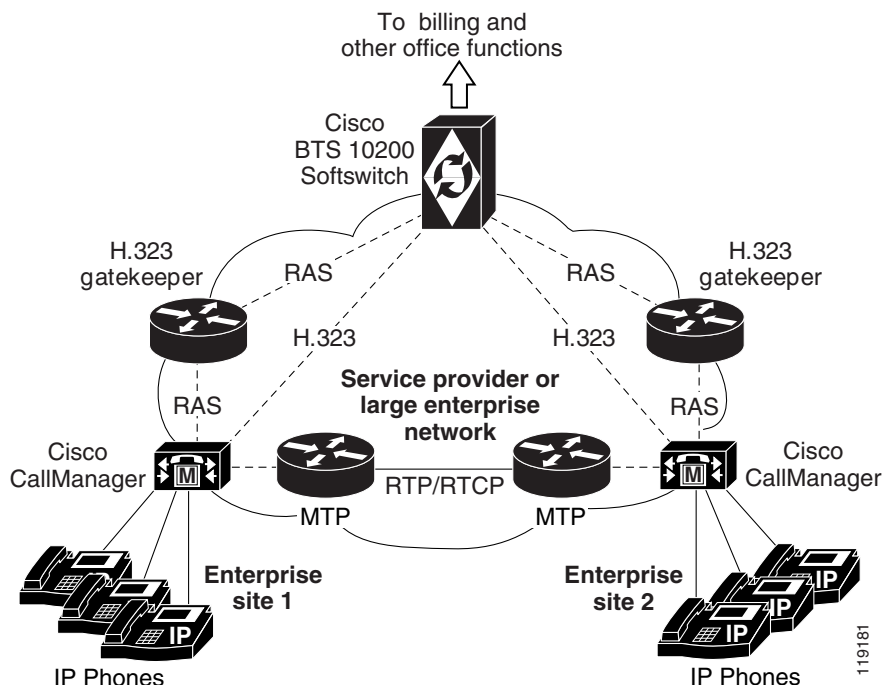 To billing and
other office functions
Cisco
BTS 10200
Softswitch
H.323
gatekeeper
RAS
RAS
H.323
gatekeeper
H.323
H.323
RAS
Service provider or
large enterprise
network
RAS
Cisco
CallManager
M
RTP/RTCP
M
Cisco
CallManager
MTP
MTP
Enterprise
site 1
Enterprise
site 2
IP
IP
IP
IP
IP Phones
IP Phones
119181